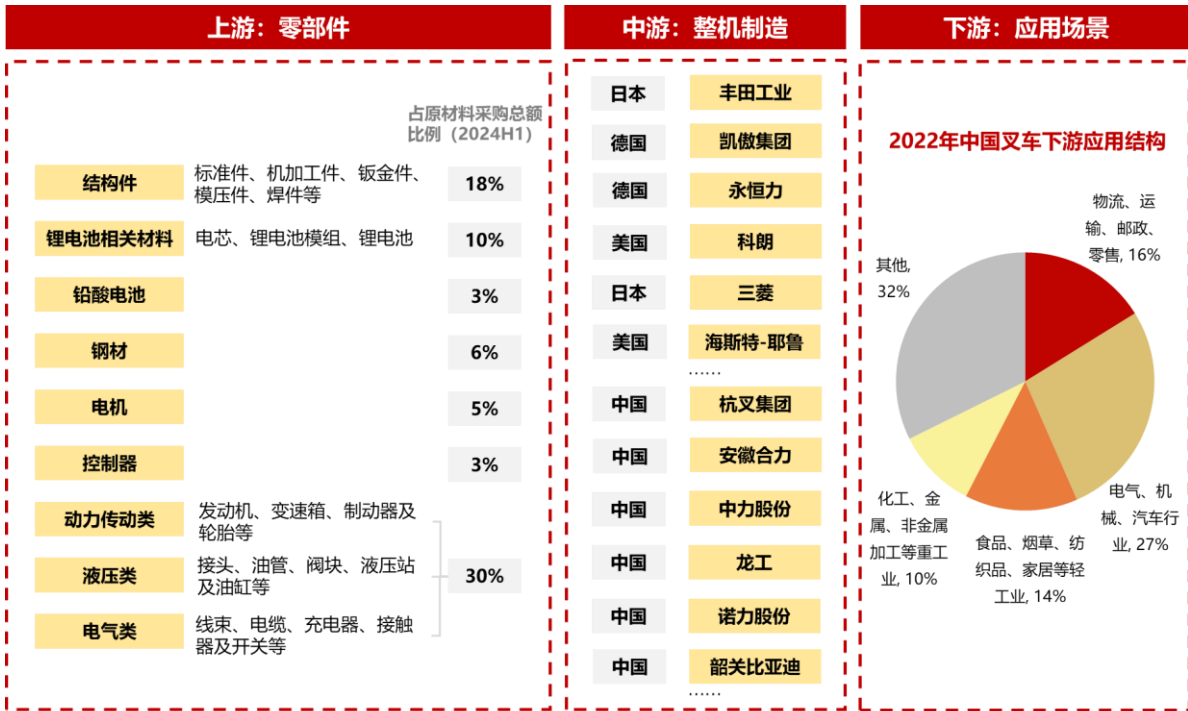 上游：零部件
占原材料采购总额
比例（2024H1）
结构件
标准件、机加工件、钣金件、
模压件、焊件等
18%
锂电池相关材料
电芯、锂电池模组、锂电池
10%
铅酸电池
3%
钢材
6%
电机
5%
控制器
3%
动力传动类
发动机、变速箱、制动器及
轮胎等
液压类
接头、油管、阀块、液压站
及油缸等
30%
电气类
线束、电缆、充电器、接触
器及开关等
中游：整机制造
日本
丰田工业
德国
凯傲集团
德国
永恒力
美国
科朗
日本
三菱
美国
海斯特-耶鲁
……
中国
杭叉集团
中国
安徽合力
中国
中力股份
中国
龙工
中国
诺力股份
中国
韶关比亚迪
……
下游：应用场景
2022年中国叉车下游应用结构
物流、运
输、邮政、
零售, 16%
其他,
32%
电气、机
械、汽车行
业, 27%
化工、金
属、非金属
加工等重工
业, 10%
食品、烟草、纺
织品、家居等轻
工业, 14%